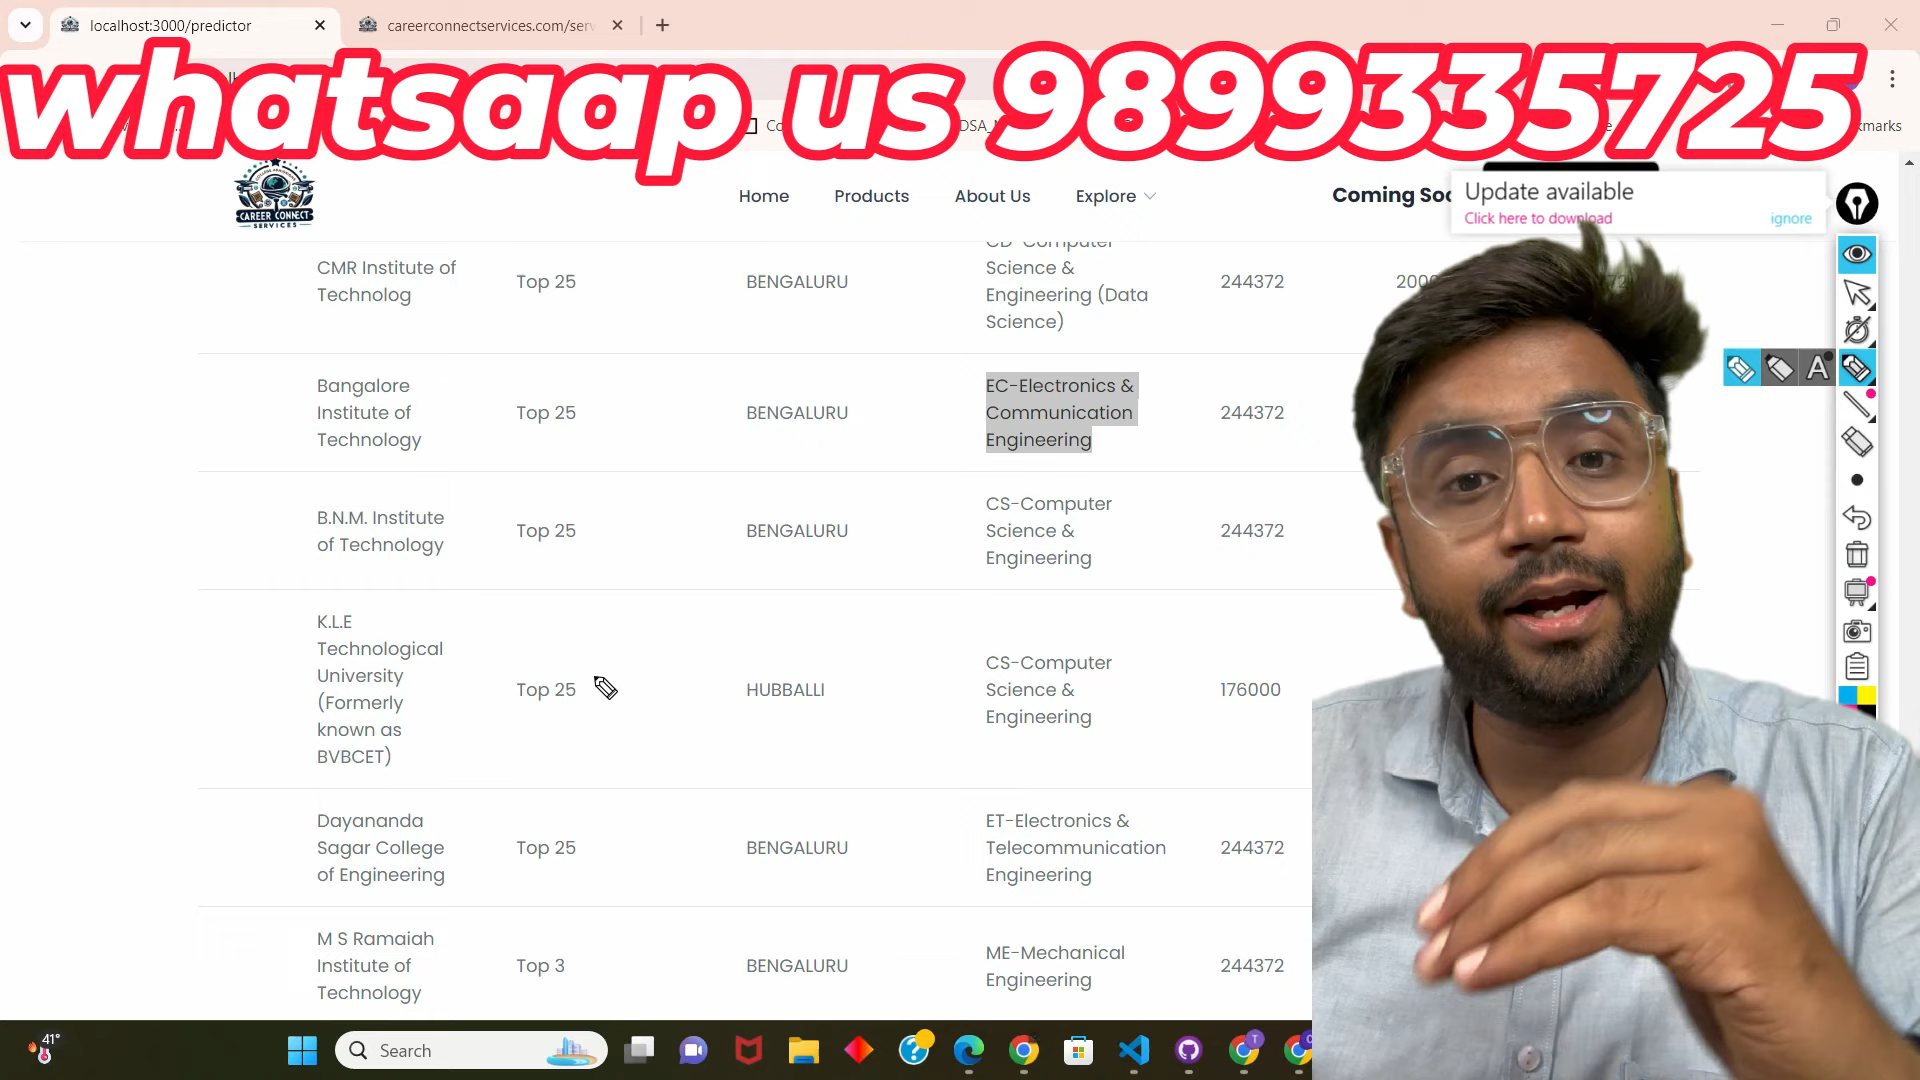 localhost:3000/predictor
careerconnectservices.com/serv
whatsaap us 9899335725
CAREER CONNECT
SERVICES
Home
Products
About Us
Explore
Coming Soo
Update available
Click here to download
ignore
CD-Computer
Science &
Engineering (Data
Science)
CMR Institute of
Technolog
Top 25
BENGALURU
244372
Bangalore
Institute of
Technology
Top 25
BENGALURU
EC-Electronics &
Communication
Engineering
244372
B.N.M. Institute
of Technology
Top 25
BENGALURU
CS-Computer
Science &
Engineering
244372
K.L.E
Technological
University
(Formerly
known as
BVBCET)
Top 25
HUBBALLI
CS-Computer
Science &
Engineering
176000
Dayananda
Sagar College
of Engineering
Top 25
BENGALURU
ET-Electronics &
Telecommunication
Engineering
244372
M S Ramaiah
Institute of
Technology
Top 3
BENGALURU
ME-Mechanical
Engineering
244372
A
41°
Search